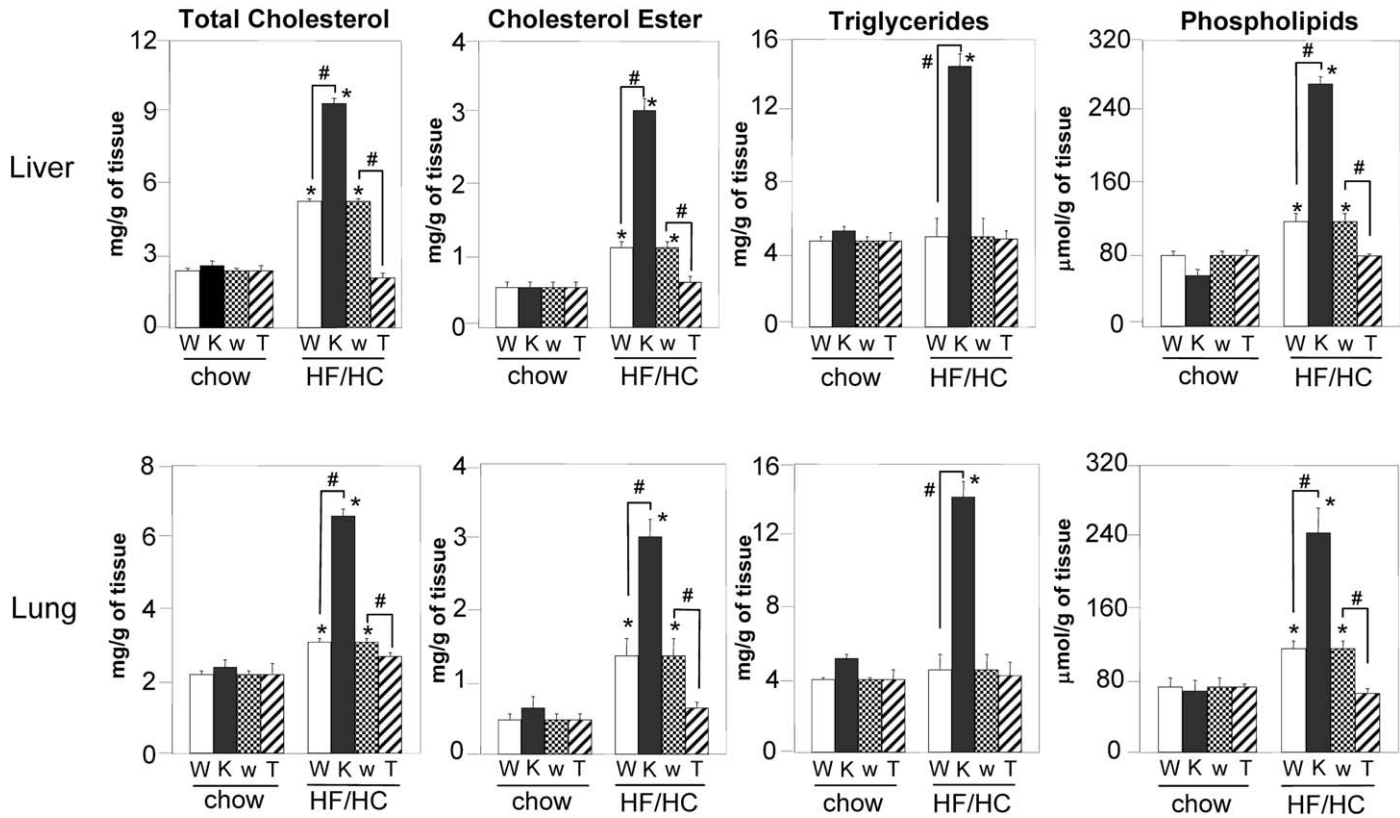 Total Cholesterol
Cholesterol Ester
Triglycerides
Phospholipids
Liver
mg/g of tissue
12
9
6
3
0
# * * * #
W K w T W K w T
chow HF/HC
mg/g of tissue
4
3
2
1
0
# * * * #
W K w T W K w T
chow HF/HC
mg/g of tissue
16
12
8
4
0
# *
W K w T W K w T
chow HF/HC
µmol/g of tissue
320
240
160
80
0
# * * * #
W K w T W K w T
chow HF/HC
Lung
mg/g of tissue
8
6
4
2
0
# * * * #
W K w T W K w T
chow HF/HC
mg/g of tissue
4
3
2
1
0
# * * * #
W K w T W K w T
chow HF/HC
mg/g of tissue
16
12
8
4
0
# *
W K w T W K w T
chow HF/HC
µmol/g of tissue
320
240
160
80
0
# * * * #
W K w T W K w T
chow HF/HC